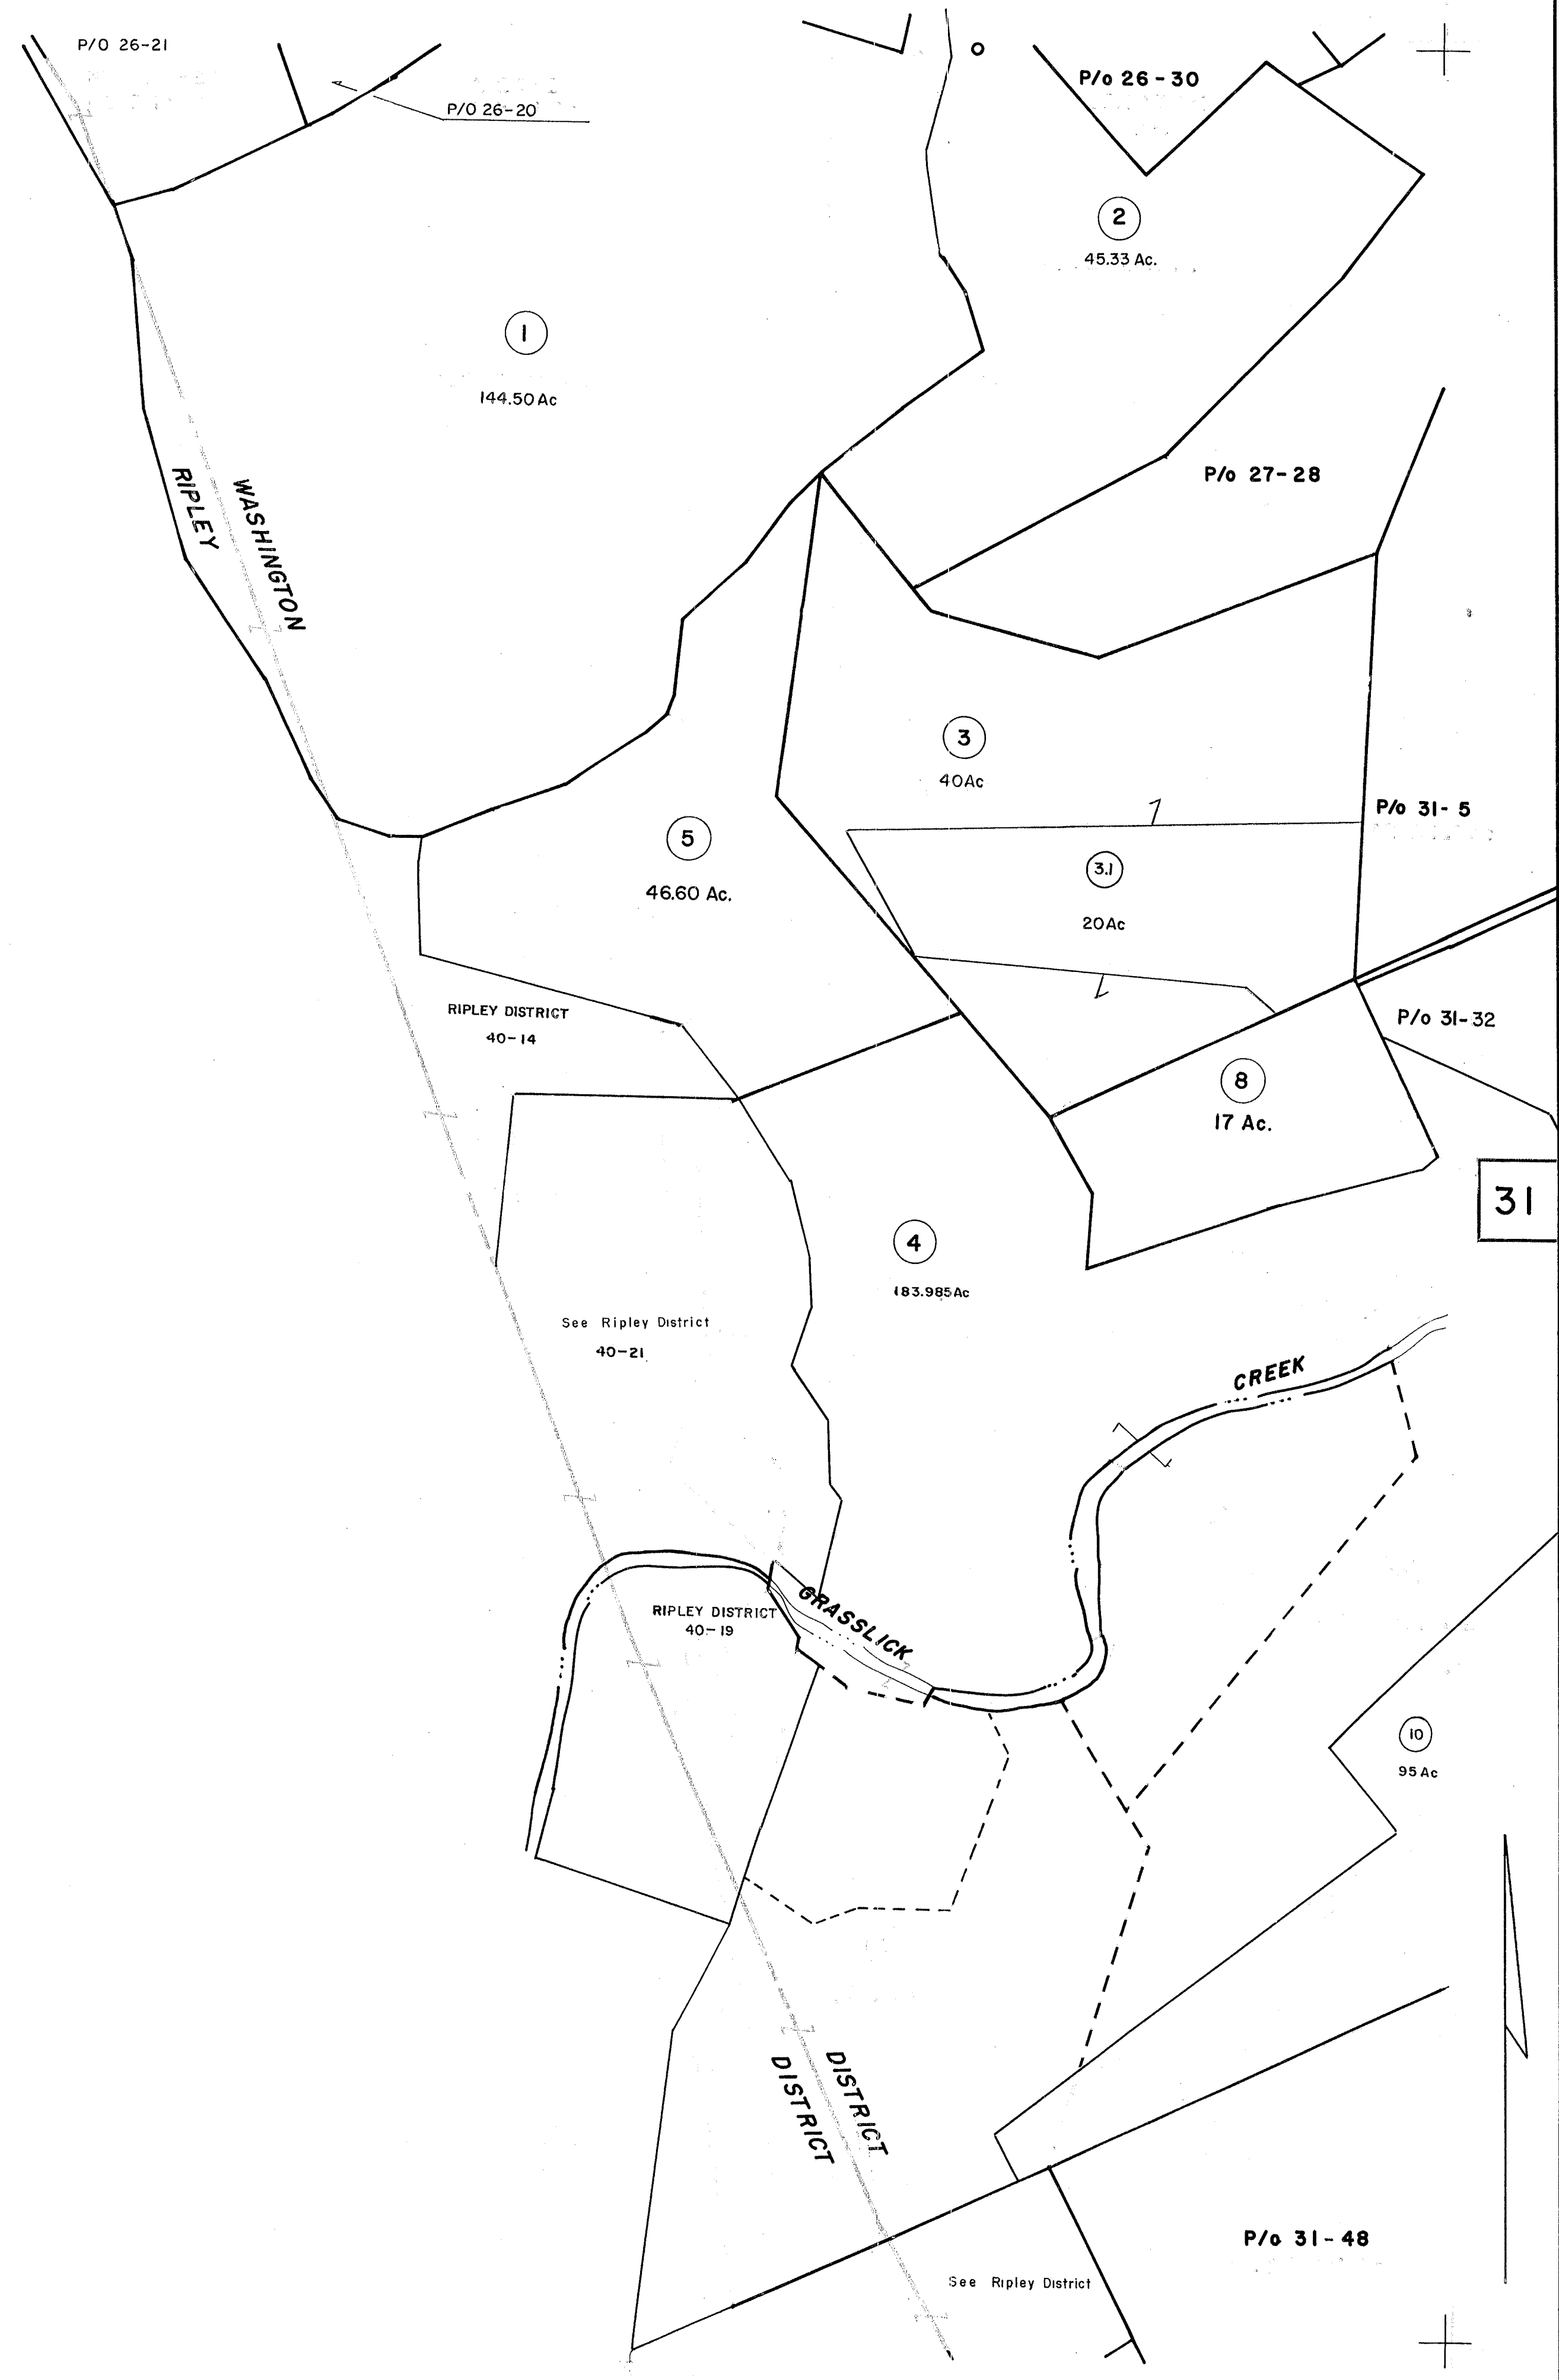 P/O 26-21
P/O 26-20
P/o 26-30
2
45.33 Ac.
1
144.50 Ac
RIPLEY
WASHINGTON
P/o 27-28
3
40Ac
P/o 31-5
5
46.60 Ac.
3.1
20Ac
RIPLEY DISTRICT
40-14
P/o 31-32
8
17 Ac.
31
4
183.985Ac
See Ripley District
40-21
CREEK
GRASSLICK
RIPLEY DISTRICT
40-19
10
95 Ac
DISTRICT
DISTRICT
P/o 31-48
See Ripley District